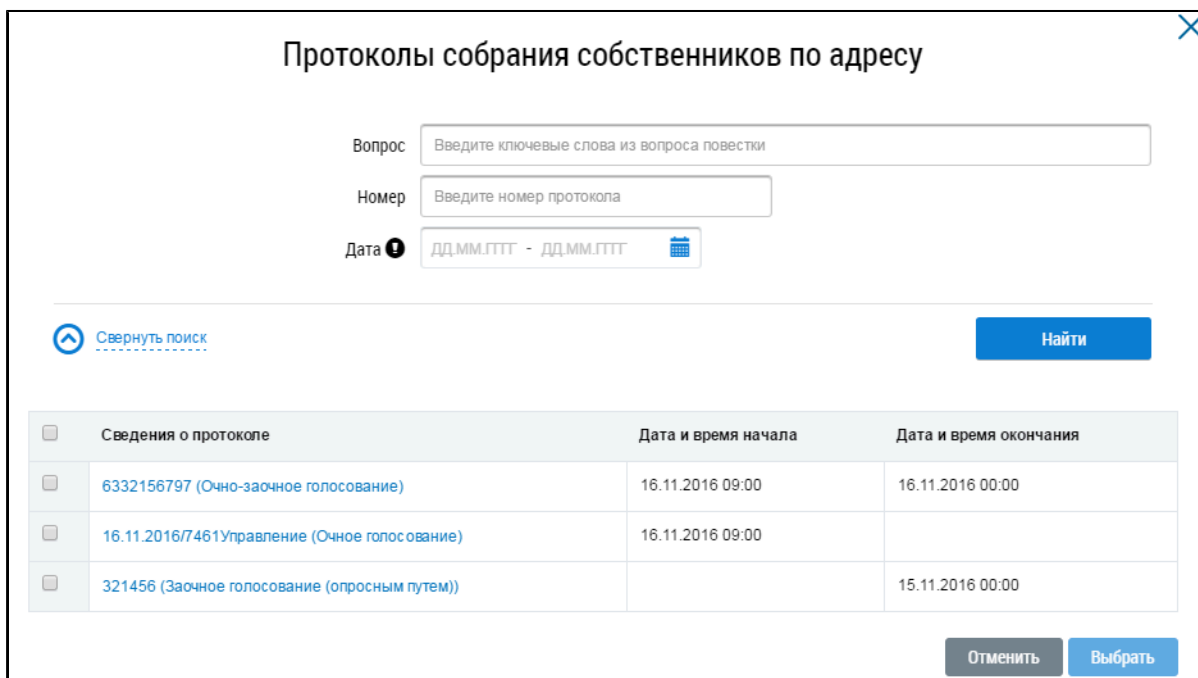 Протоколы собрания собственников по адресу
Вопрос Введите ключевые слова из вопроса повестки
Номер Введите номер протокола
Дата ДД.ММ.ГГГГ - ДД.ММ.ГГГГ
Свернуть поиск Найти
Сведения о протоколе Дата и время начала Дата и время окончания
6332156797 (Очно-заочное голосование) 16.11.2016 09:00 16.11.2016 00:00
16.11.2016/7461Управление (Очное голосование) 16.11.2016 09:00
321456 (Заочное голосование (опросным путем)) 15.11.2016 00:00
Отменить Выбрать